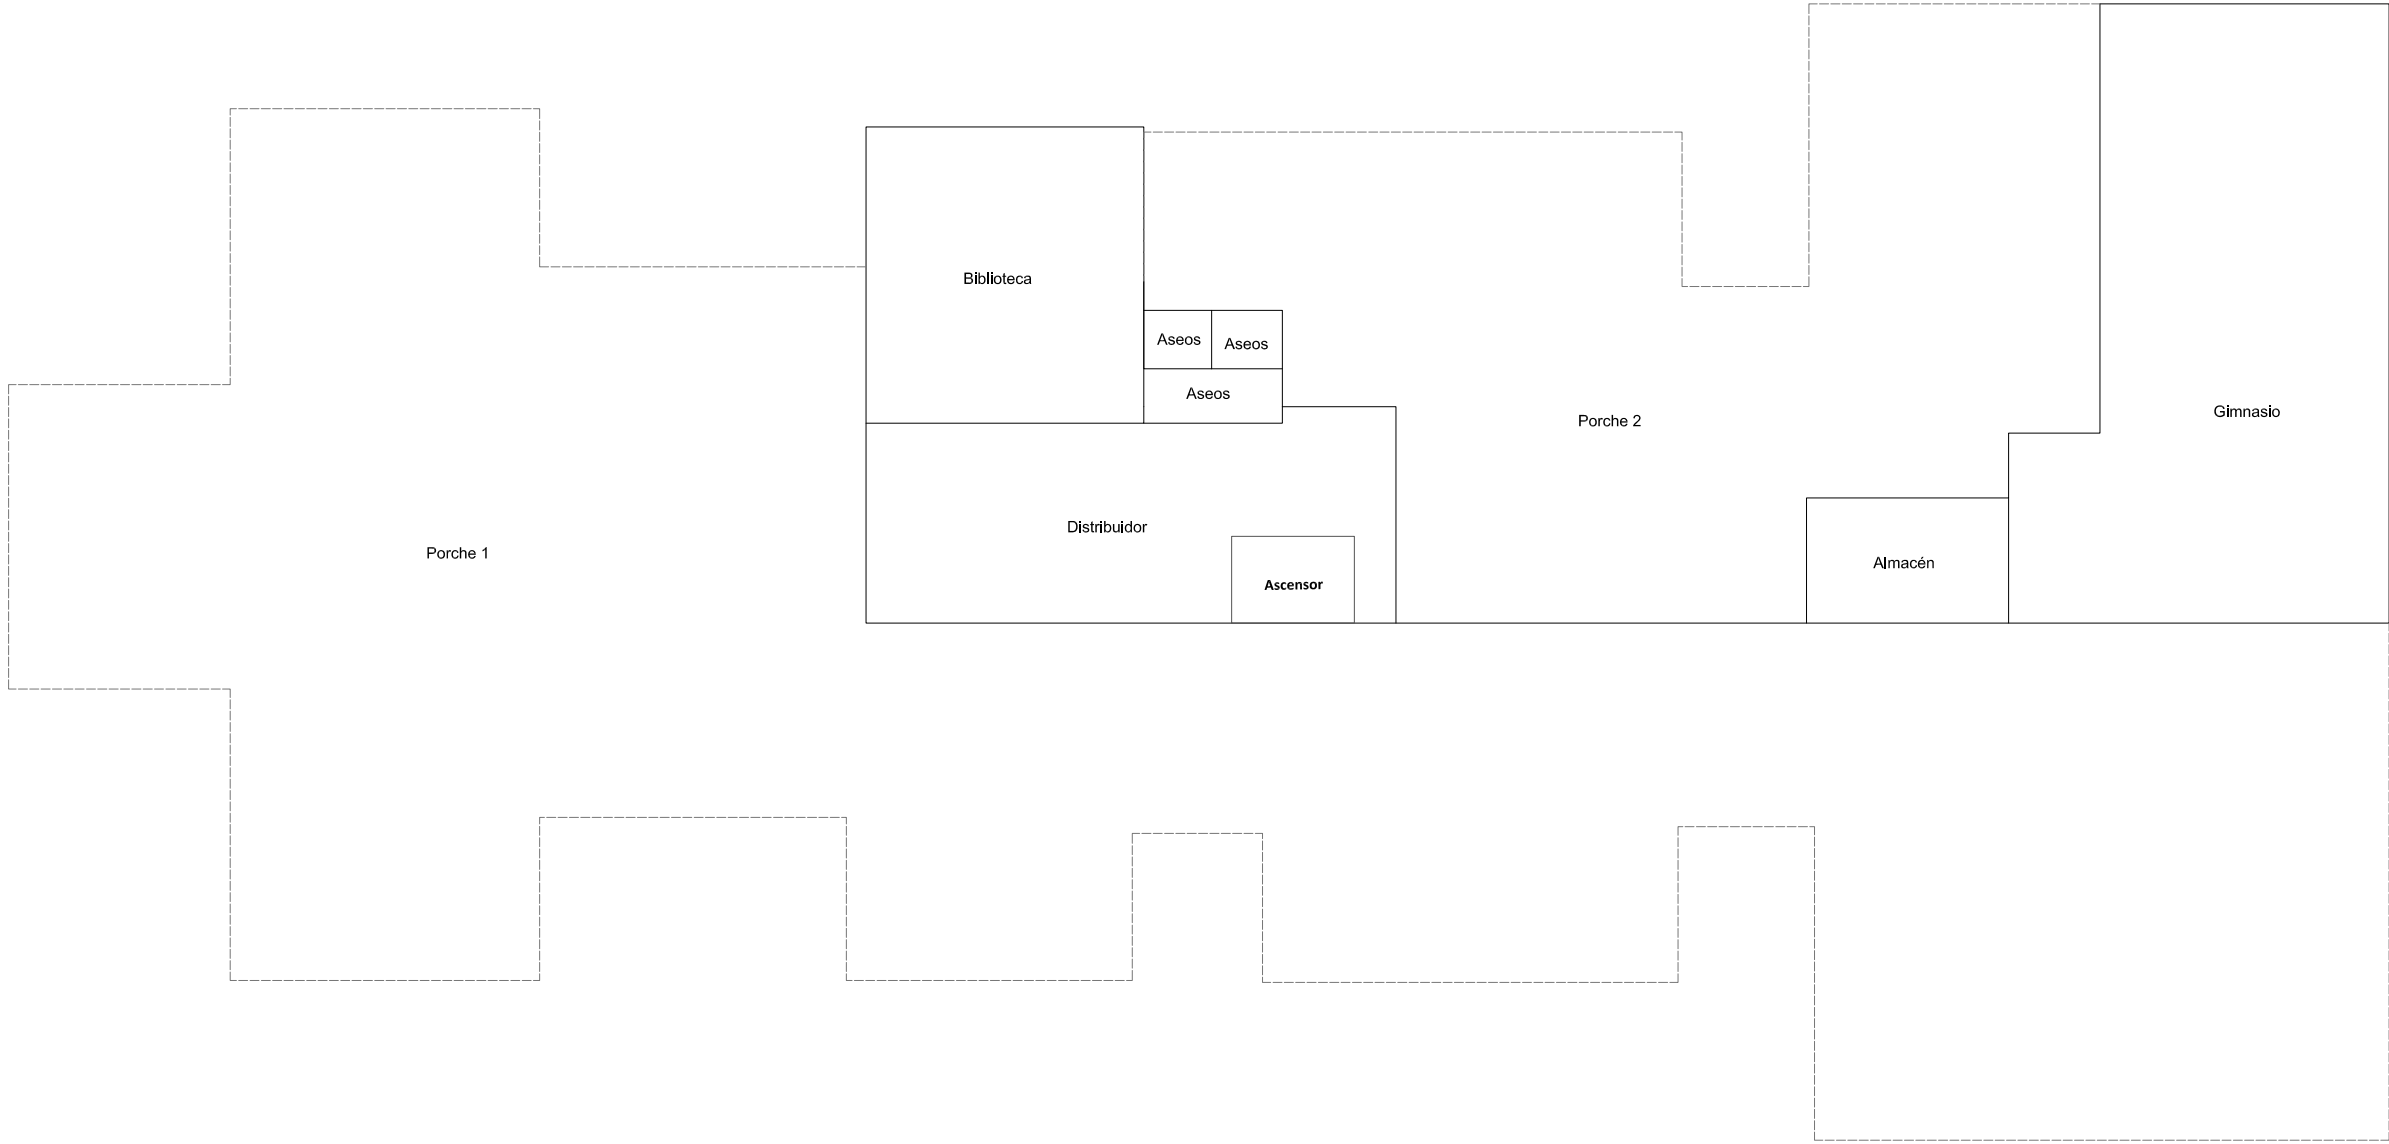 Biblioteca
Aseos
Aseos
Aseos
Porche 2
Gimnasio
Distribuidor
Porche 1
Almacén
Ascensor